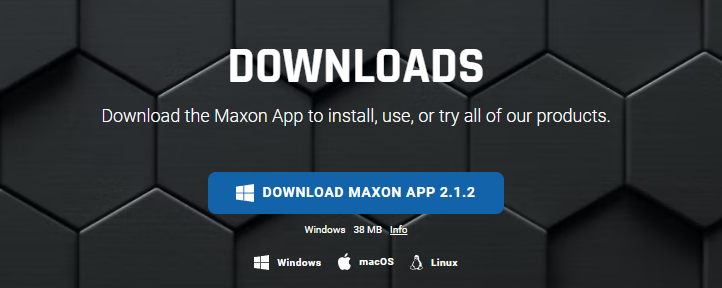 DOWNLOADS
Download the Maxon App to install, use, or try all of our products.
DOWNLOAD MAXON APP 2.1.2
Windows 38 MB Info
Windows macOS Linux